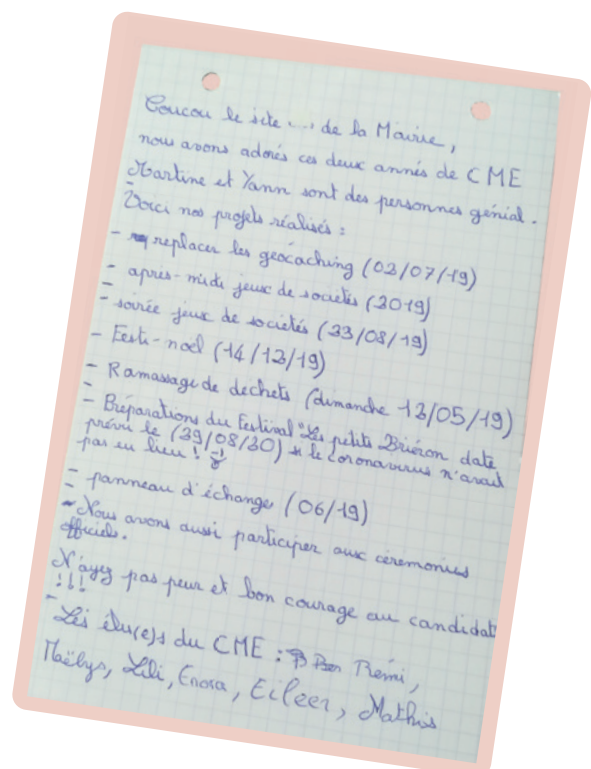 Coucou le site de la Mairie,
nous avons adorés ces deux annés de CME
Martine et Yann sont des personnes génial.
Voici nos projets réalisés :
- replacer les geocaching (02/07/19)
- après-midi jeux de sociétés (2019)
- soirée jeux de sociétés (23/08/19)
- Festi-noël (14/12/19)
- Ramassage de dechets (dimanche 12/05/19)
- Préparations du Festival "Les petits Briéron date
prévu le (29/08/20) si le coronavirus n'avait
pas eu lieu !
- panneau d'échange (06/19)
- Nous avons aussi participer aux cérémonies
officiels.
N'ayez pas peur et bon courage au candidat
!!!
Les élu(e)s du CME : Rémi,
Maëlys, Lili, Enora, Eileen, Mathis